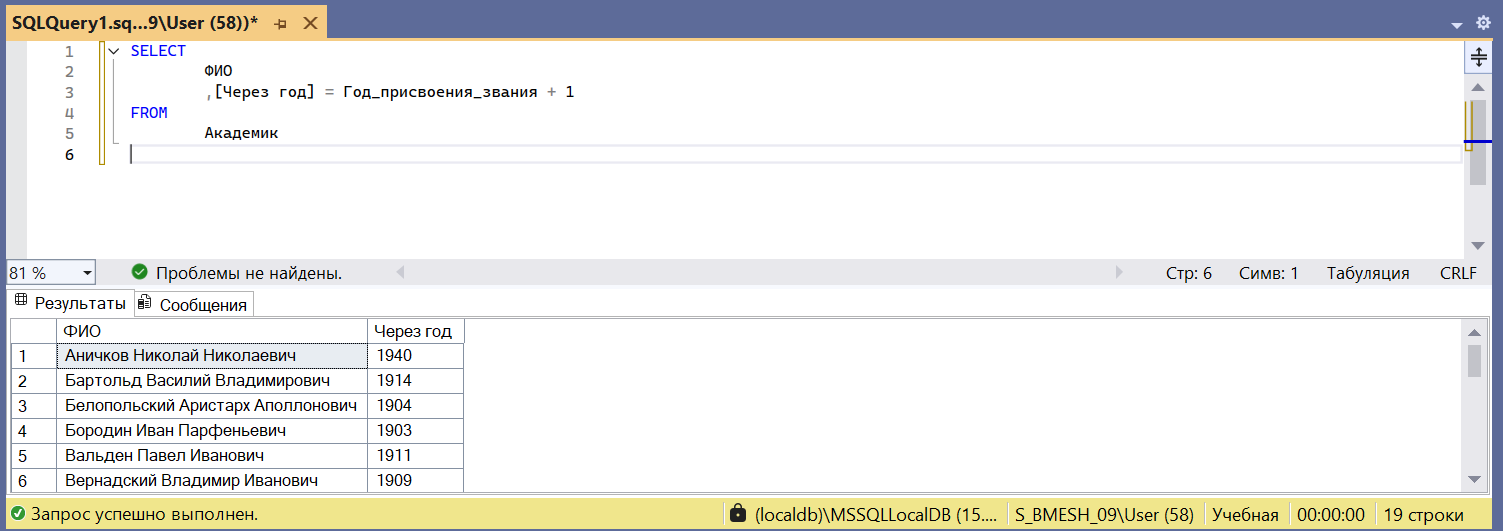 SQLQuery1.sq...9\User (58))*
1 SELECT
2 ФИО
3 ,[Через год] = Год_присвоения_звания + 1
4 FROM
5 Академик
6
81 % Проблемы не найдены. Стр: 6 Симв: 1 Табуляция CRLF
Результаты Сообщения
ФИО Через год
1 Аничков Николай Николаевич 1940
2 Бартольд Василий Владимирович 1914
3 Белопольский Аристарх Аполлонович 1904
4 Бородин Иван Парфеньевич 1903
5 Вальден Павел Иванович 1911
6 Вернадский Владимир Иванович 1909
Запрос успешно выполнен. (localdb)\MSSQLLocalDB (15.... S_BMESH_09\User (58) Учебная 00:00:00 19 строки